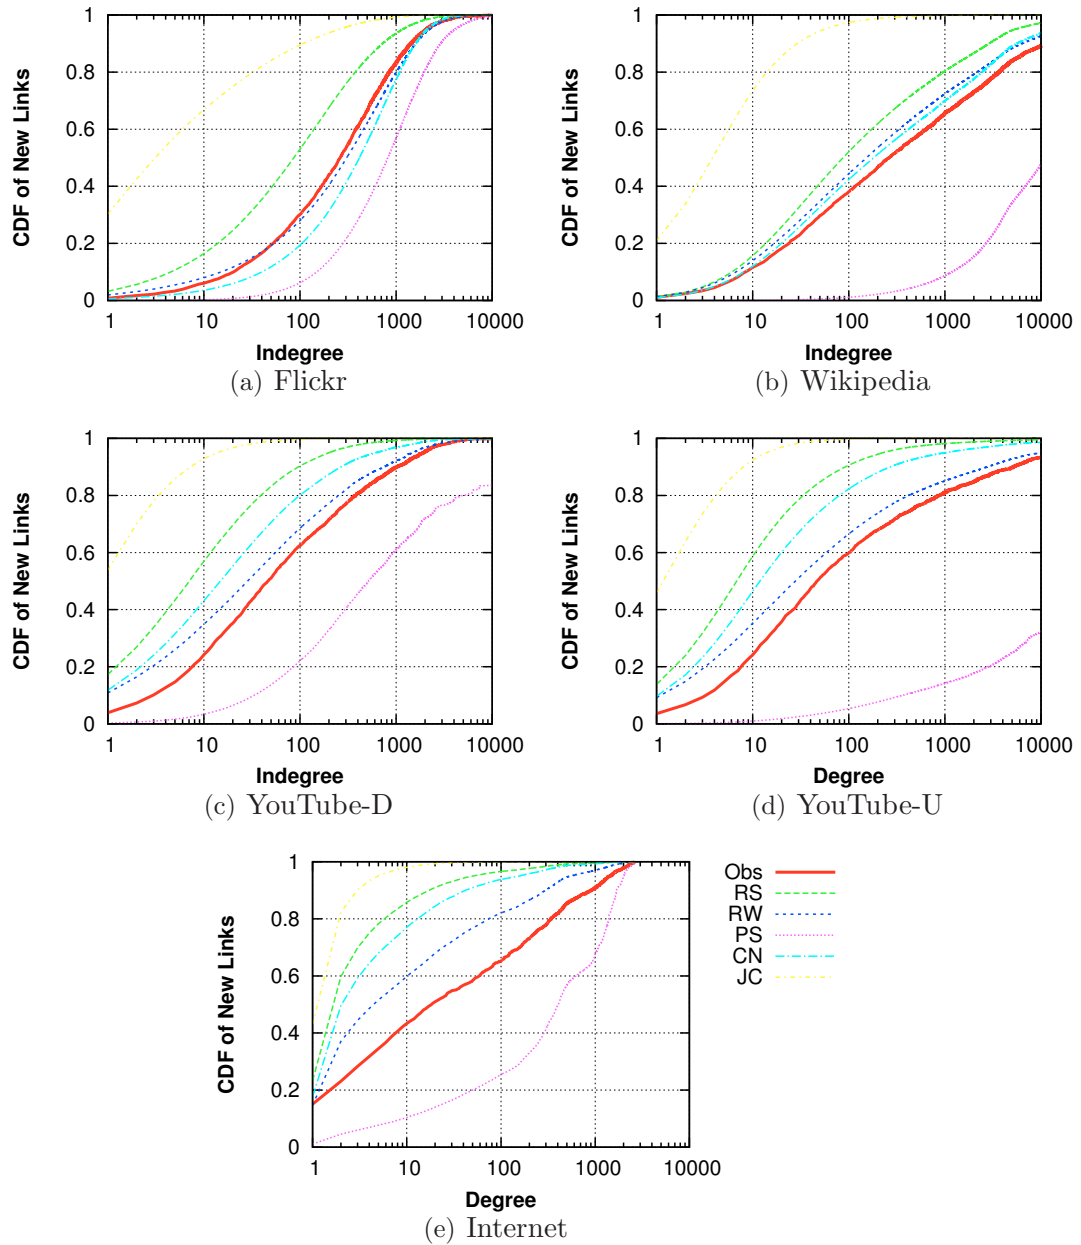 CDF of New Links
1
0.8
0.6
0.4
0.2
0
1 10 100 1000 10000
Indegree
(a) Flickr
CDF of New Links
1
0.8
0.6
0.4
0.2
0
1 10 100 1000 10000
Indegree
(b) Wikipedia
CDF of New Links
1
0.8
0.6
0.4
0.2
0
1 10 100 1000 10000
Indegree
(c) YouTube-D
CDF of New Links
1
0.8
0.6
0.4
0.2
0
1 10 100 1000 10000
Degree
(d) YouTube-U
CDF of New Links
1
0.8
0.6
0.4
0.2
0
1 10 100 1000 10000
Degree
(e) Internet
Obs
RS
RW
PS
CN
JC